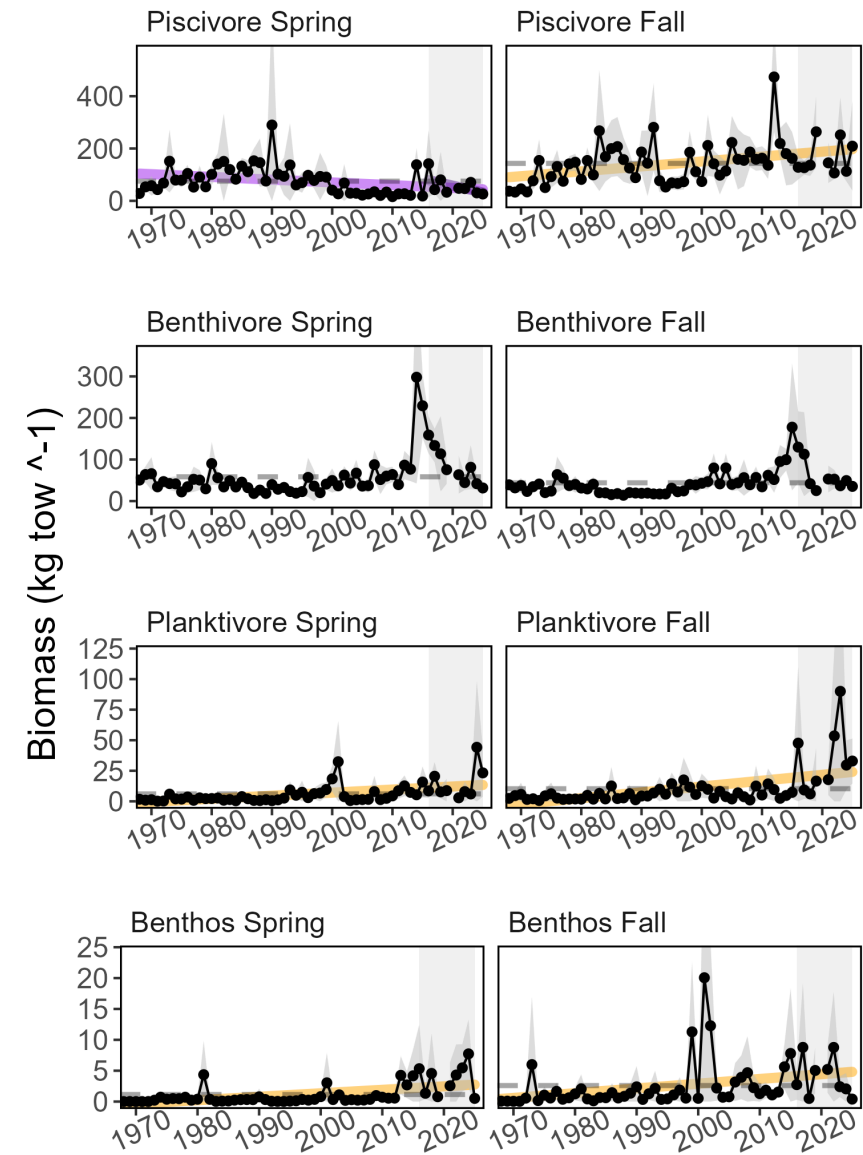 Piscivore Spring Piscivore Fall
400
200
0
1970 1980 1990 2000 2010 2020 1970 1980 1990 2000 2010 2020
Benthivore Spring Benthivore Fall
300
200
100
0
1970 1980 1990 2000 2010 2020 1970 1980 1990 2000 2010 2020
Biomass (kg tow ^-1)
Planktivore Spring Planktivore Fall
125
100
75
50
25
0
1970 1980 1990 2000 2010 2020 1970 1980 1990 2000 2010 2020
Benthos Spring Benthos Fall
25
20
15
10
5
0
1970 1980 1990 2000 2010 2020 1970 1980 1990 2000 2010 2020